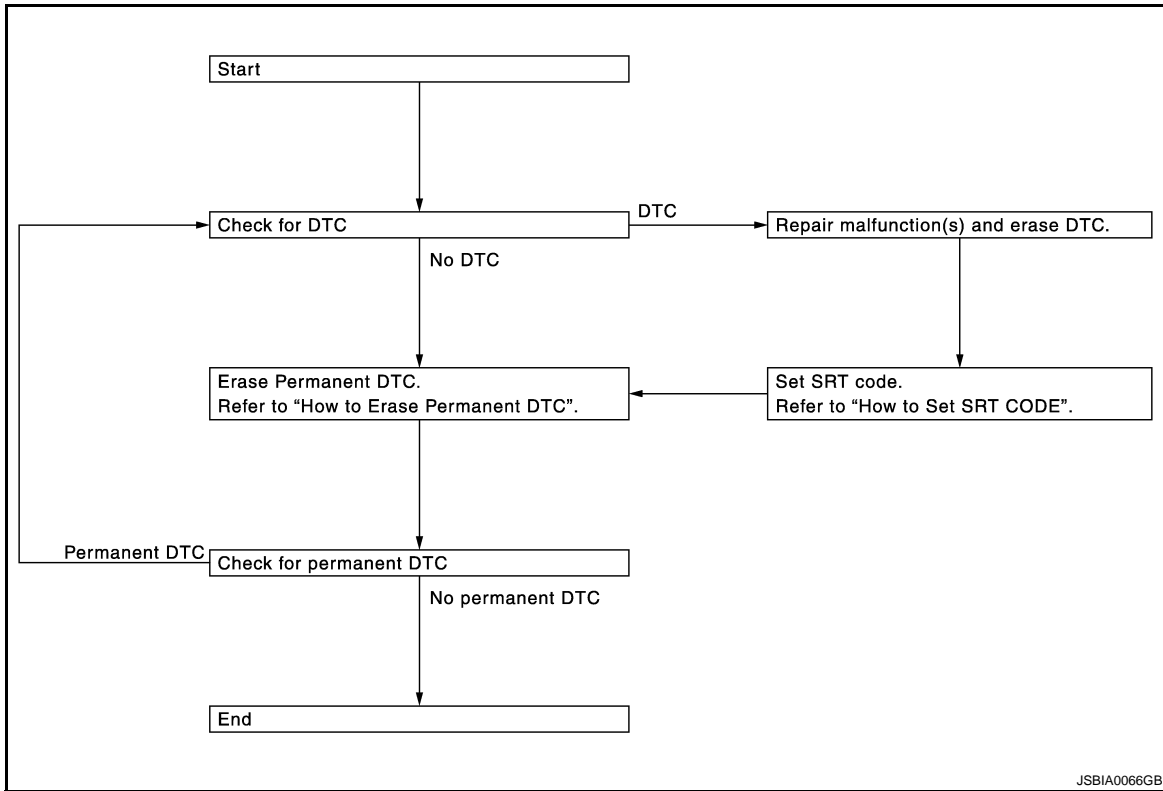 Start
Check for DTC
DTC
Repair malfunction(s) and erase DTC.
No DTC
Erase Permanent DTC.
Refer to “How to Erase Permanent DTC”.
Set SRT code.
Refer to “How to Set SRT CODE”.
Permanent DTC
Check for permanent DTC
No permanent DTC
End
JSBIA0066GB